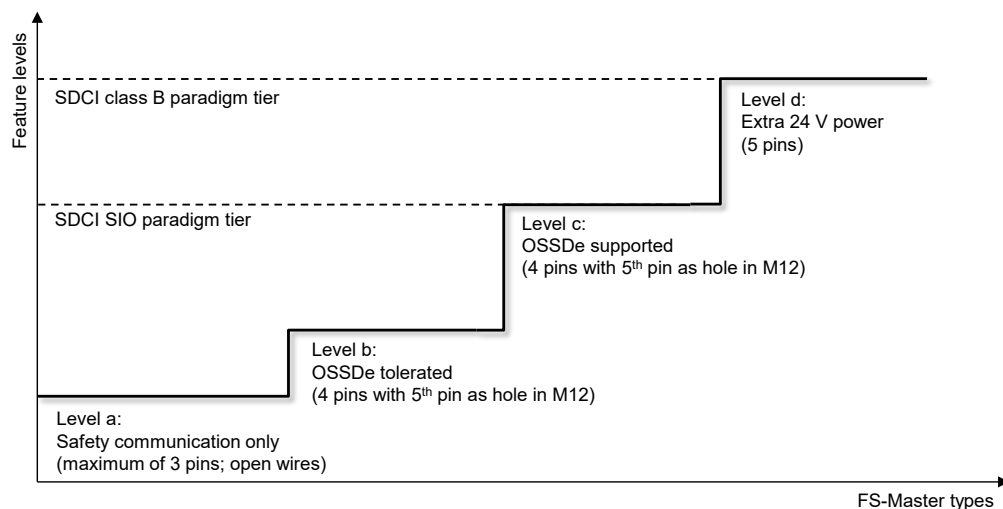 Feature levels
SDCI class B paradigm tier
Level d:
Extra 24 V power
(5 pins)
SDCI SIO paradigm tier
Level c:
OSSDe supported
(4 pins with 5th pin as hole in M12)
Level b:
OSSDe tolerated
(4 pins with 5th pin as hole in M12)
Level a:
Safety communication only
(maximum of 3 pins; open wires)
FS-Master types